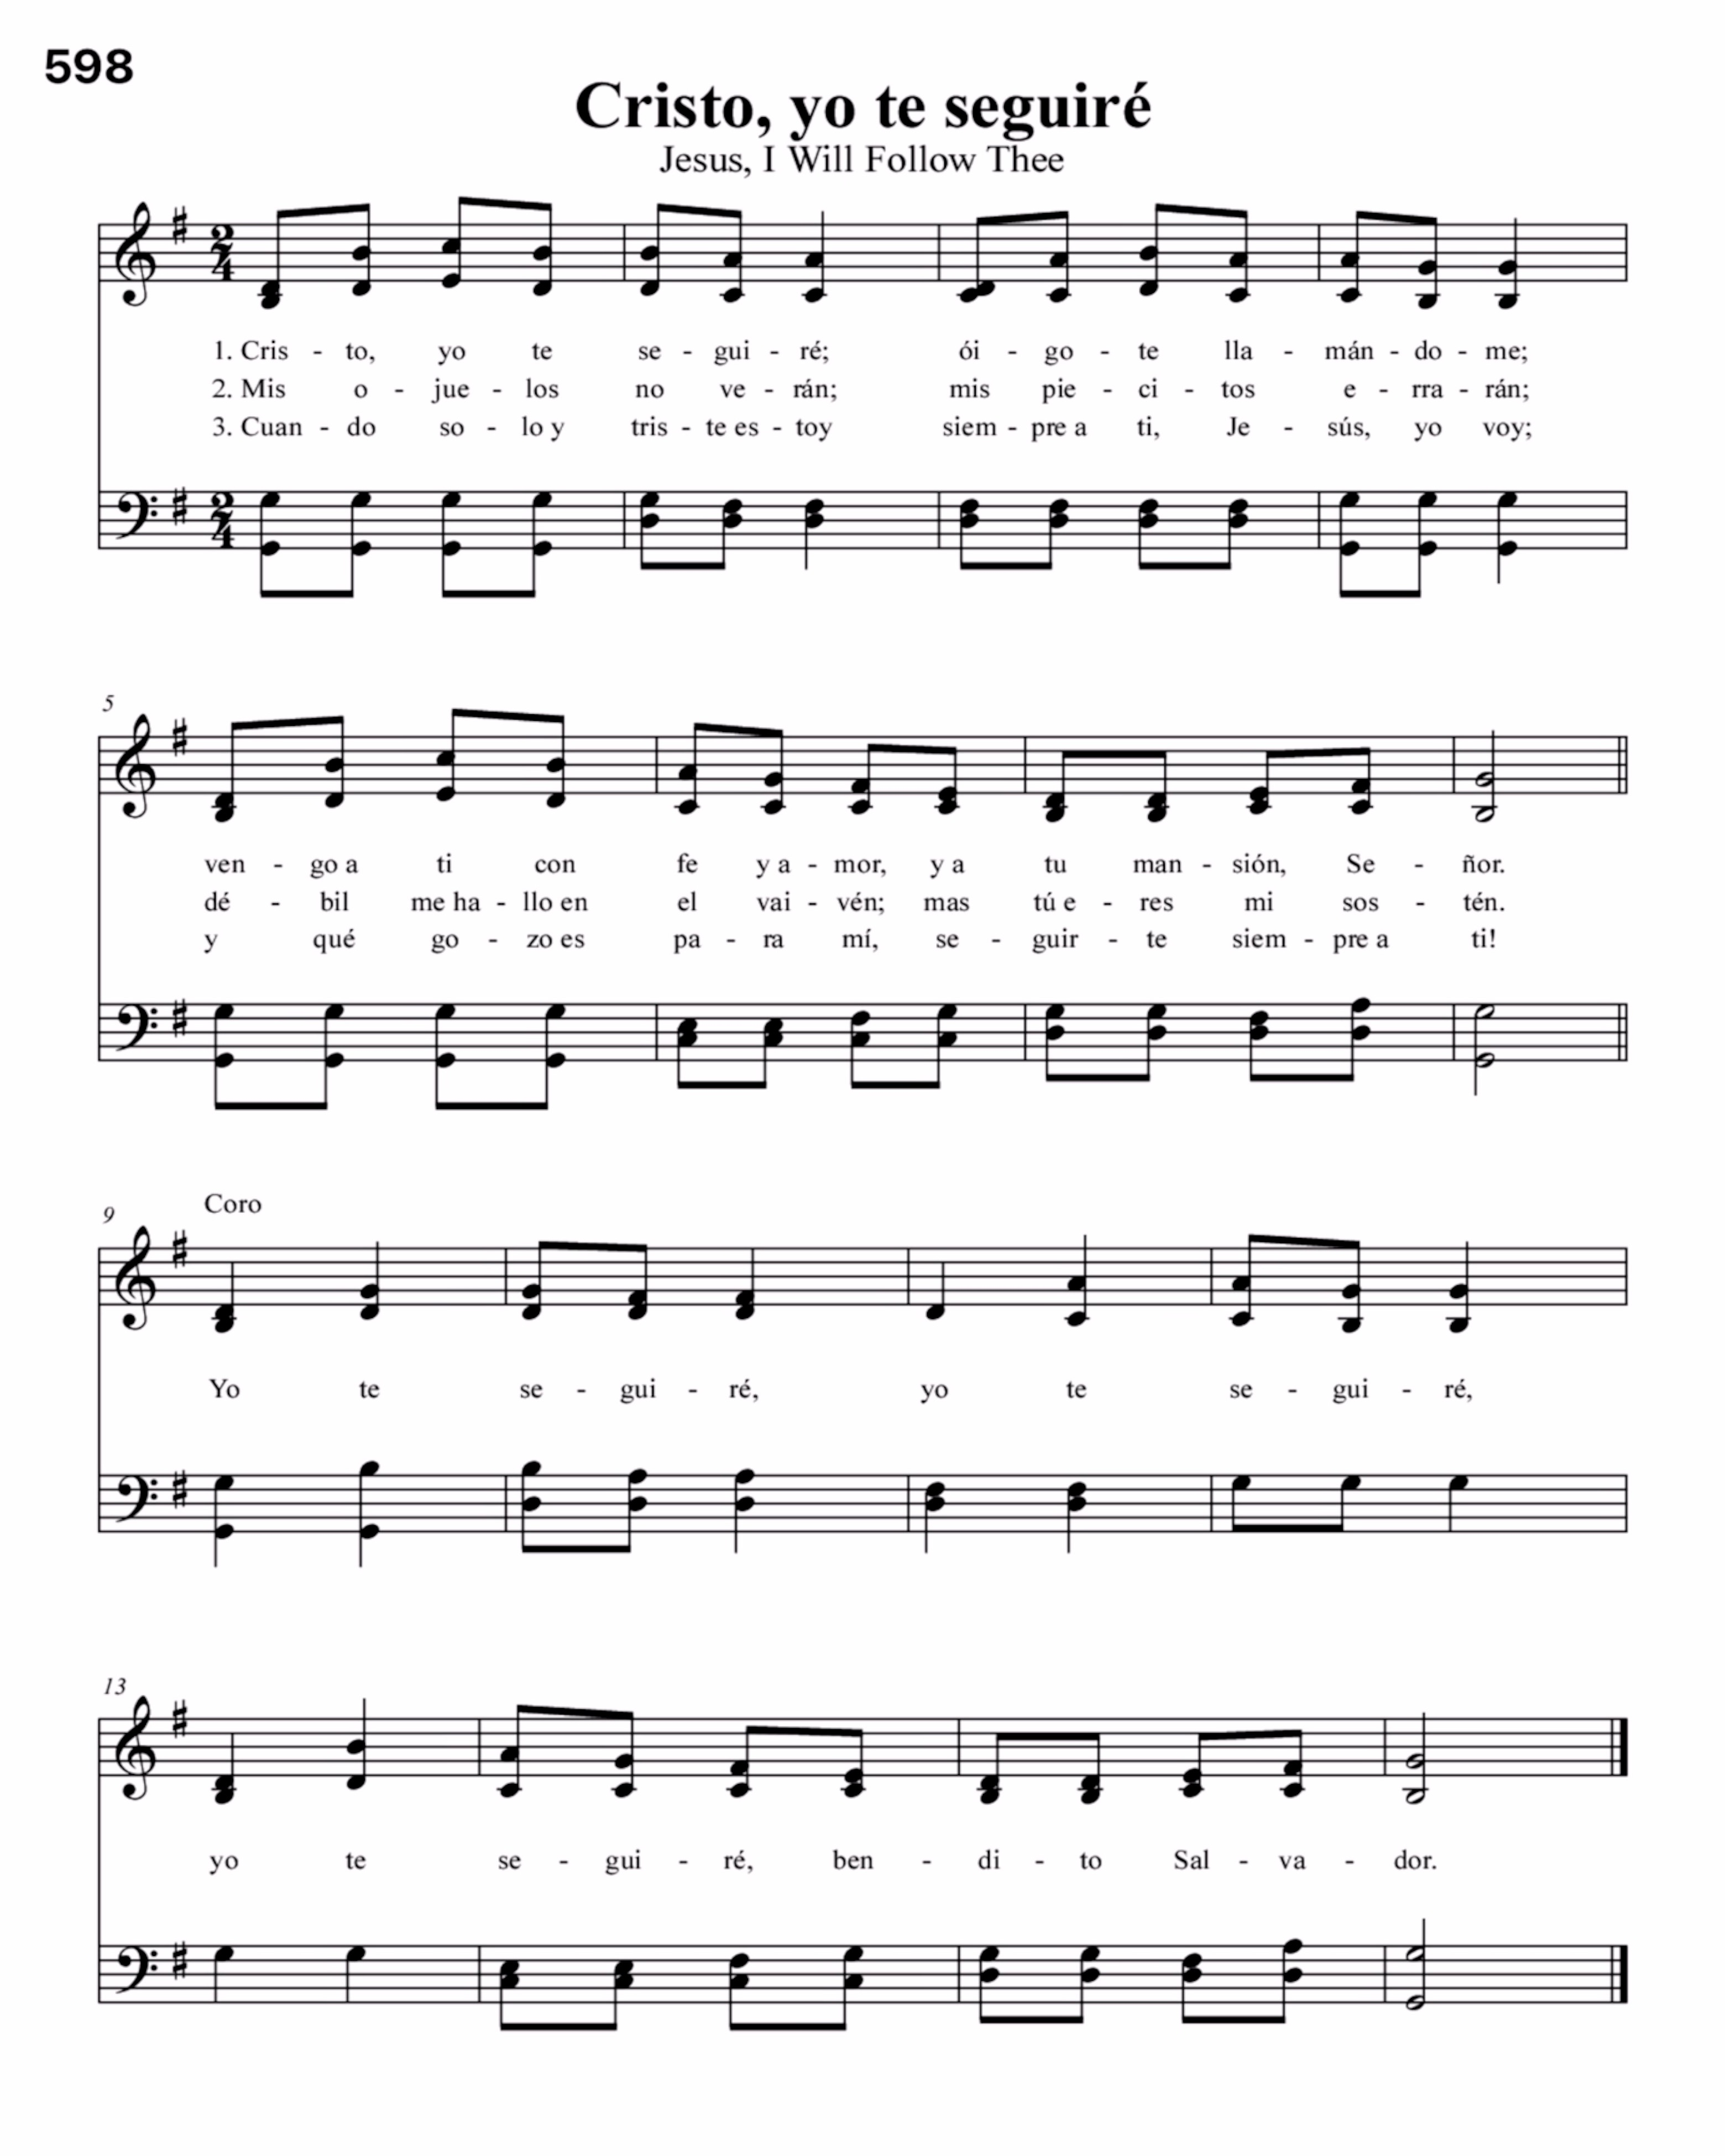 598
Cristo, yo te seguiré
Jesus, I Will Follow Thee
2 4
1. Cris - to, yo te se - gui - ré; ói - go - te lla - mán - do - me;
2. Mis o - jue - los no ve - rán; mis pie - ci - tos e - rra - rán;
3. Cuan - do so - lo y tris - te es - toy siem - pre a ti, Je - sús, yo voy;
2 4
5
ven - go a ti con fe y a - mor, y a tu man - sión, Se - ñor.
dé - bil me ha - llo en el vai - vén; mas tú e - res mi sos - tén.
y qué go - zo es pa - ra mí, se - guir - te siem - pre a ti!
9
Coro
Yo te se - gui - ré, yo te se - gui - ré,
13
yo te se - gui - ré, ben - di - to Sal - va - dor.